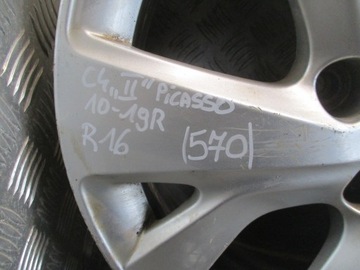 C4 „II" PiCASSO
10-19R
R16
(570)